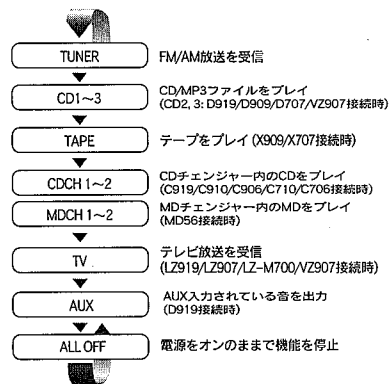 TUNER
FM/AM放送を受信
CD1～3
CD/MP3ファイルをプレイ
(CD2, 3: D919/D909/D707/VZ907接続時)
TAPE
テープをプレイ (X909/X707接続時)
CDCH 1～2
CDチェンジャー内のCDをプレイ
(C919/C910/C906/C710/C706接続時)
MDCH 1～2
MDチェンジャー内のMDをプレイ
(MD56接続時)
TV
テレビ放送を受信
(LZ919/LZ907/LZ-M700/VZ907接続時)
AUX
AUX入力されている音を出力
(D919接続時)
ALL OFF
電源をオンのままで機能を停止